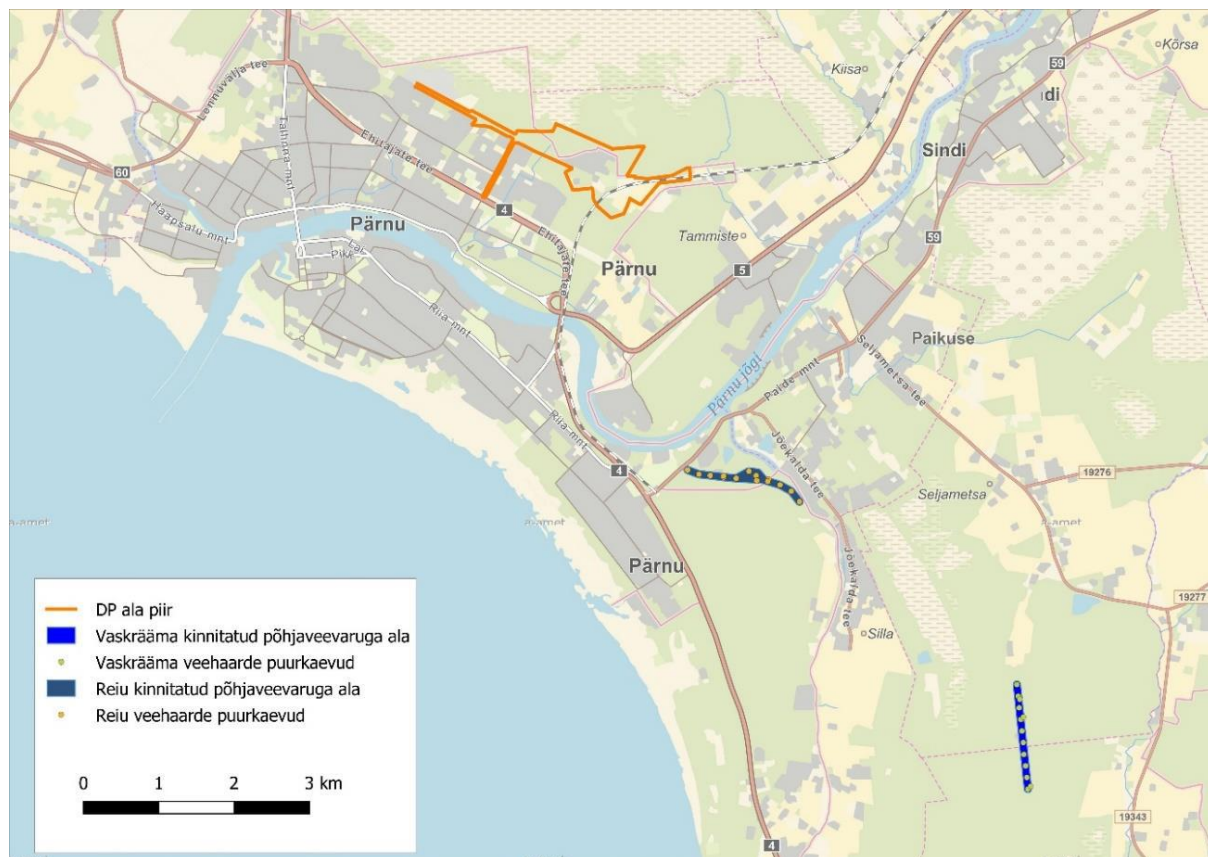 Lennuvälja tee
Tallinna mnt
Ehitajate tee
60
Haapsalu mnt
Pärnu
4
Ehitajate tee
Riia mnt
Pärnu
Tammiste
5
Kiisa
Kõrsa
59
Sindi
59
Paikuse
Seljametsa tee
Paide mnt
Pärnu jõgi
Riia mnt
4
Jõekalda tee
19276
Seljametsa
a-amet
Pärnu
Jõekalda tee
Silla
19277
19343
4
DP ala piir
Vaskrääma kinnitatud põhjaveevaruga ala
Vaskrääma veehaarde puurkaevud
Reiu kinnitatud põhjaveevaruga ala
Reiu veehaarde puurkaevud
0 1 2 3 km